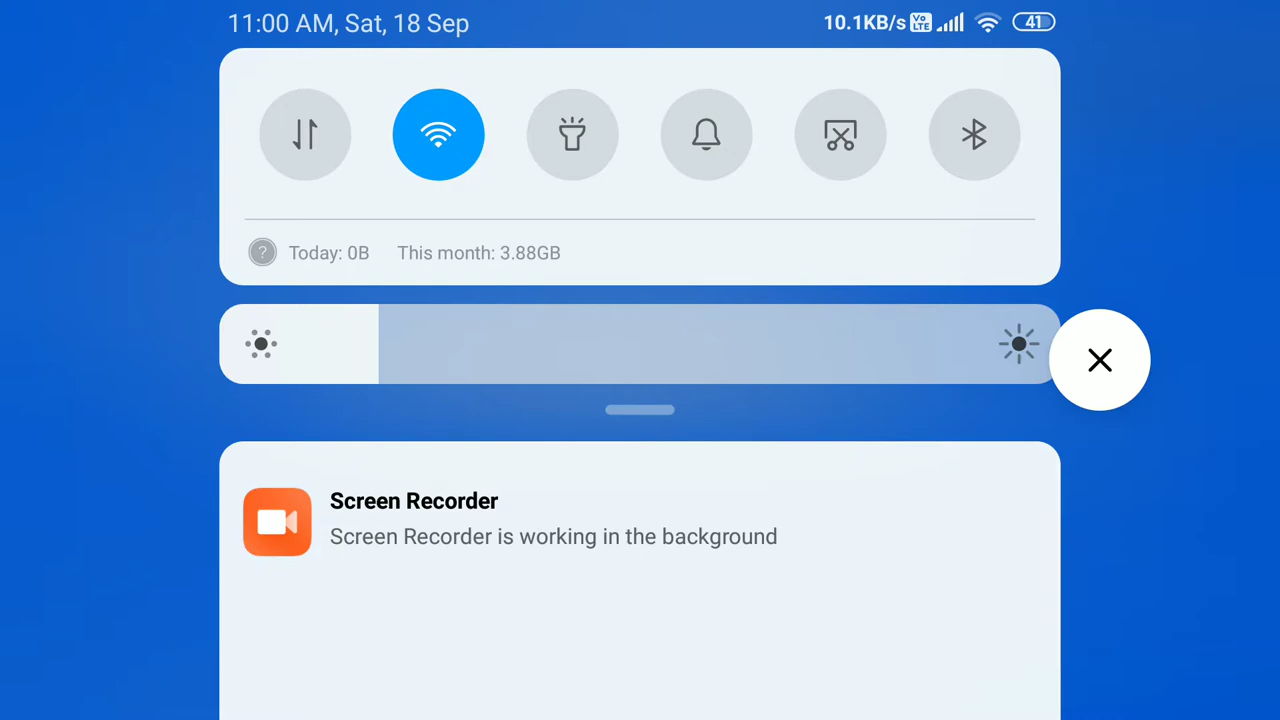 11:00 AM, Sat, 18 Sep 10.1KB/s Vo LTE 41
? Today: 0B This month: 3.88GB
Screen Recorder
Screen Recorder is working in the background